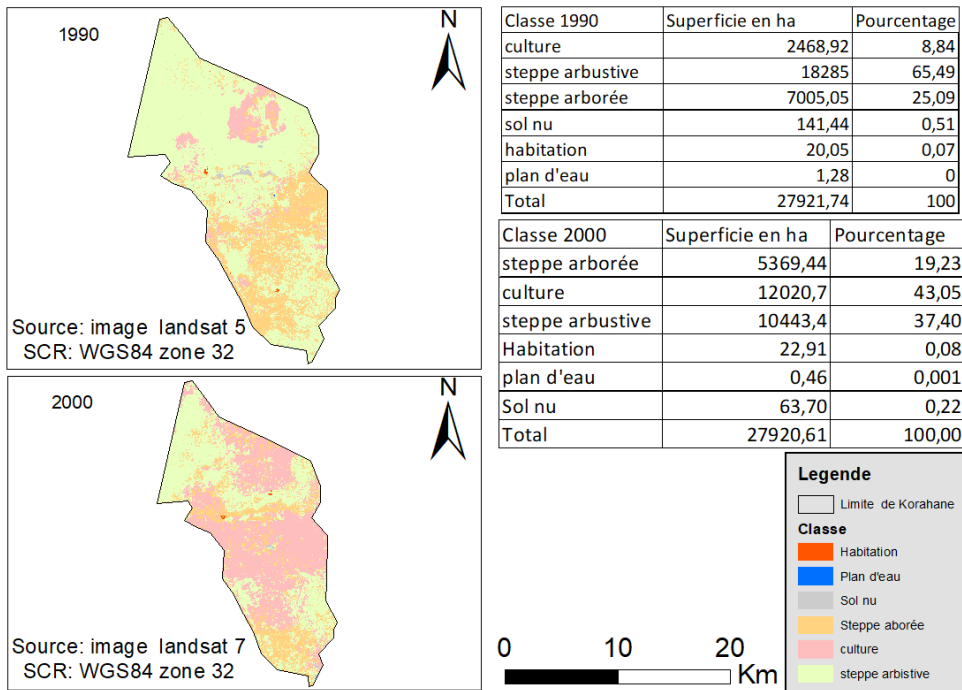 1990
N
Source: image landsat 5
SCR: WGS84 zone 32
Classe 1990 Superficie en ha Pourcentage
culture 2468,92 8,84
steppe arbustive 18285 65,49
steppe arborée 7005,05 25,09
sol nu 141,44 0,51
habitation 20,05 0,07
plan d'eau 1,28 0
Total 27921,74 100
Classe 2000 Superficie en ha Pourcentage
steppe arborée 5369,44 19,23
culture 12020,7 43,05
steppe arbustive 10443,4 37,40
Habitation 22,91 0,08
plan d'eau 0,46 0,001
Sol nu 63,70 0,22
Total 27920,61 100,00
2000
N
Source: image landsat 7
SCR: WGS84 zone 32
0 10 20
Km
Legende
Limite de Korahane
Classe
Habitation
Plan d'eau
Sol nu
Steppe aborée
culture
steppe arbistive